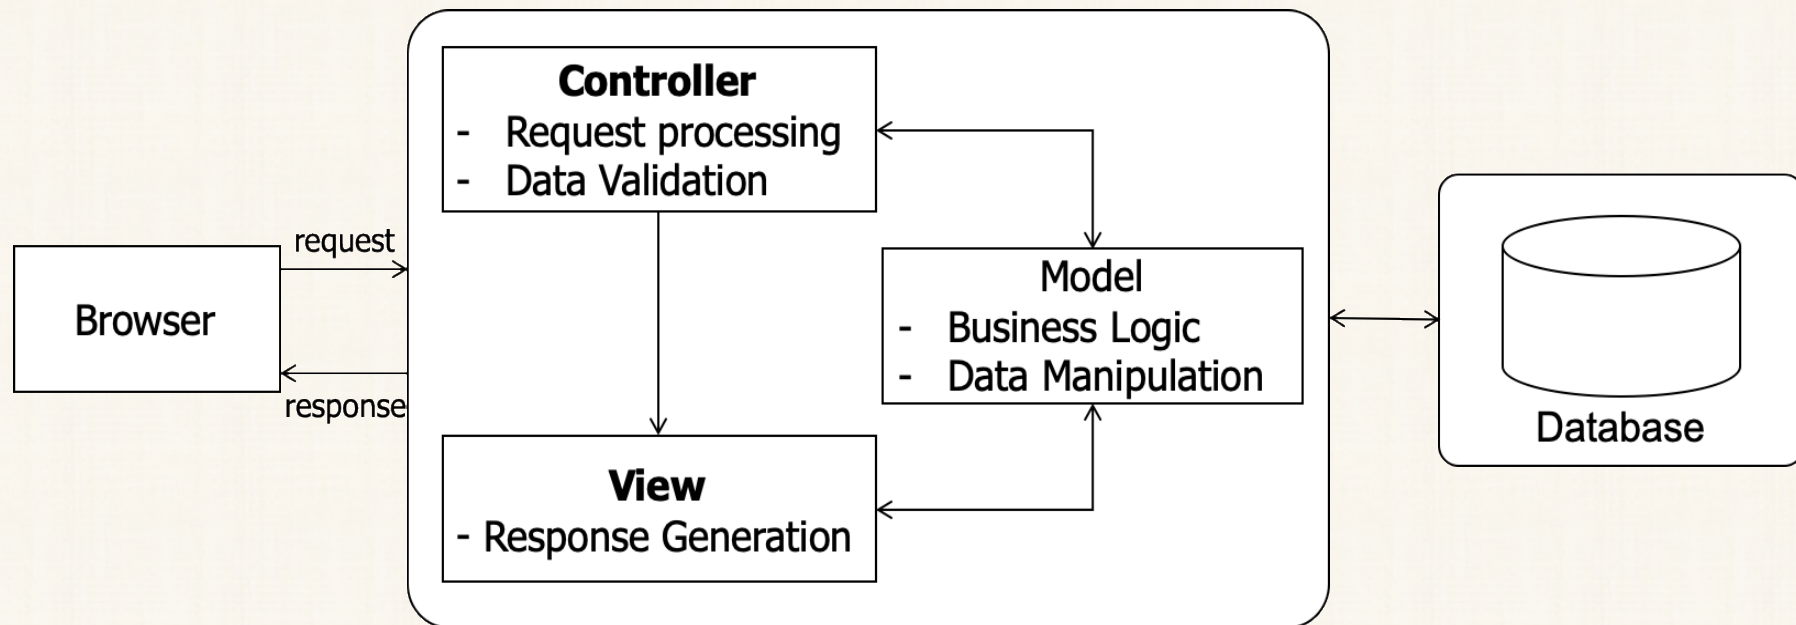 Controller
- Request processing
- Data Validation
request
Browser
response
Model
- Business Logic
- Data Manipulation
View
- Response Generation
Database